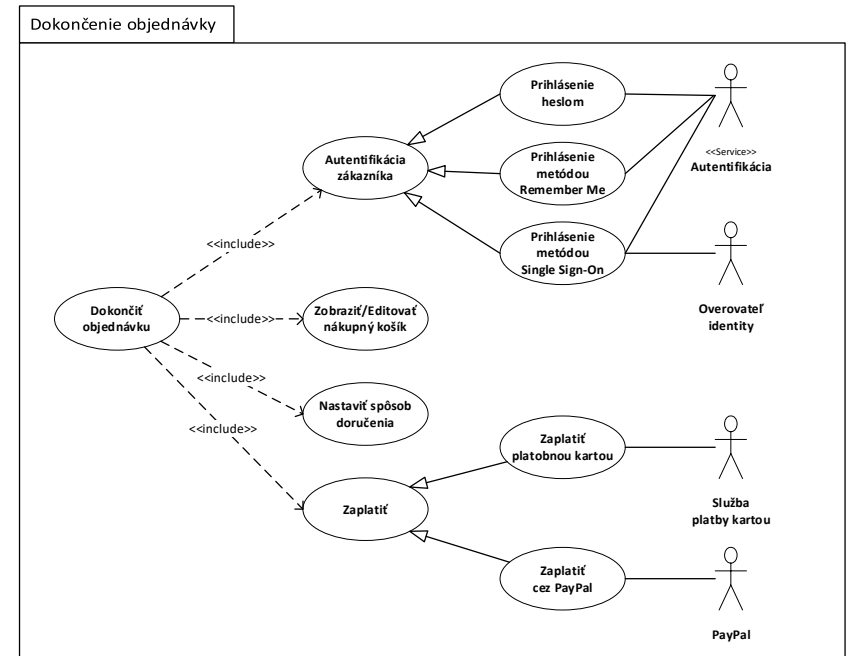 Dokončenie objednávky
Prihlásenie
heslom
<<Service>>
Autentifikácia
Autentifikácia
zákazníka
Prihlásenie
metódou
Remember Me
Prihlásenie
metódou
Single Sign-On
Overovateľ
identity
<<include>>
Dokončiť
objednávku
<<include>>
Zobraziť/Editovať
nákupný košík
<<include>>
Nastaviť spôsob
doručenia
<<include>>
Zaplatiť
platobnou kartou
Služba
platby kartou
Zaplatiť
Zaplatiť
cez PayPal
PayPal